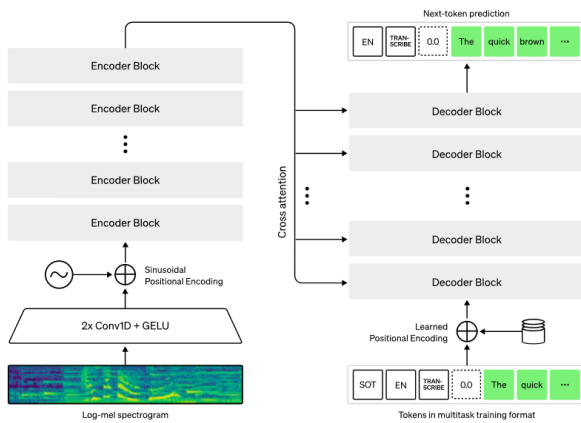 Next-token prediction
EN TRAN-
SCRIBE 0.0 The quick brown ...
Encoder Block
Encoder Block
Encoder Block
Encoder Block
Sinusoidal
Positional Encoding
2x Conv1D + GELU
Log-mel spectrogram
Cross attention
Decoder Block
Decoder Block
Decoder Block
Decoder Block
Learned
Positional Encoding
SOT EN TRAN-
SCRIBE 0.0 The quick ...
Tokens in multitask training format